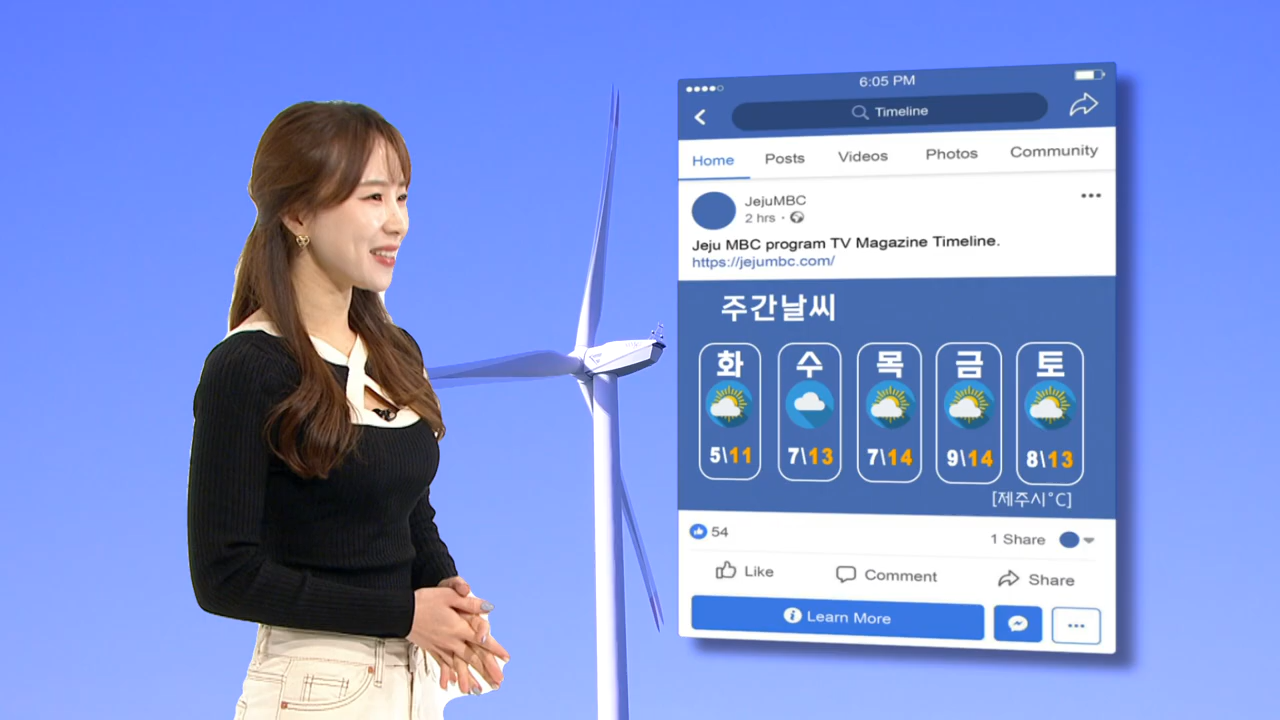 6:05 PM
Timeline
Home Posts Videos Photos Community
JejuMBC
2 hrs
Jeju MBC program TV Magazine Timeline.
https://jejumbc.com/
주간날씨
화 수 목 금 토
5\11 7\13 7\14 9\14 8\13
[제주시°C]
54 1 Share
Like Comment Share
Learn More